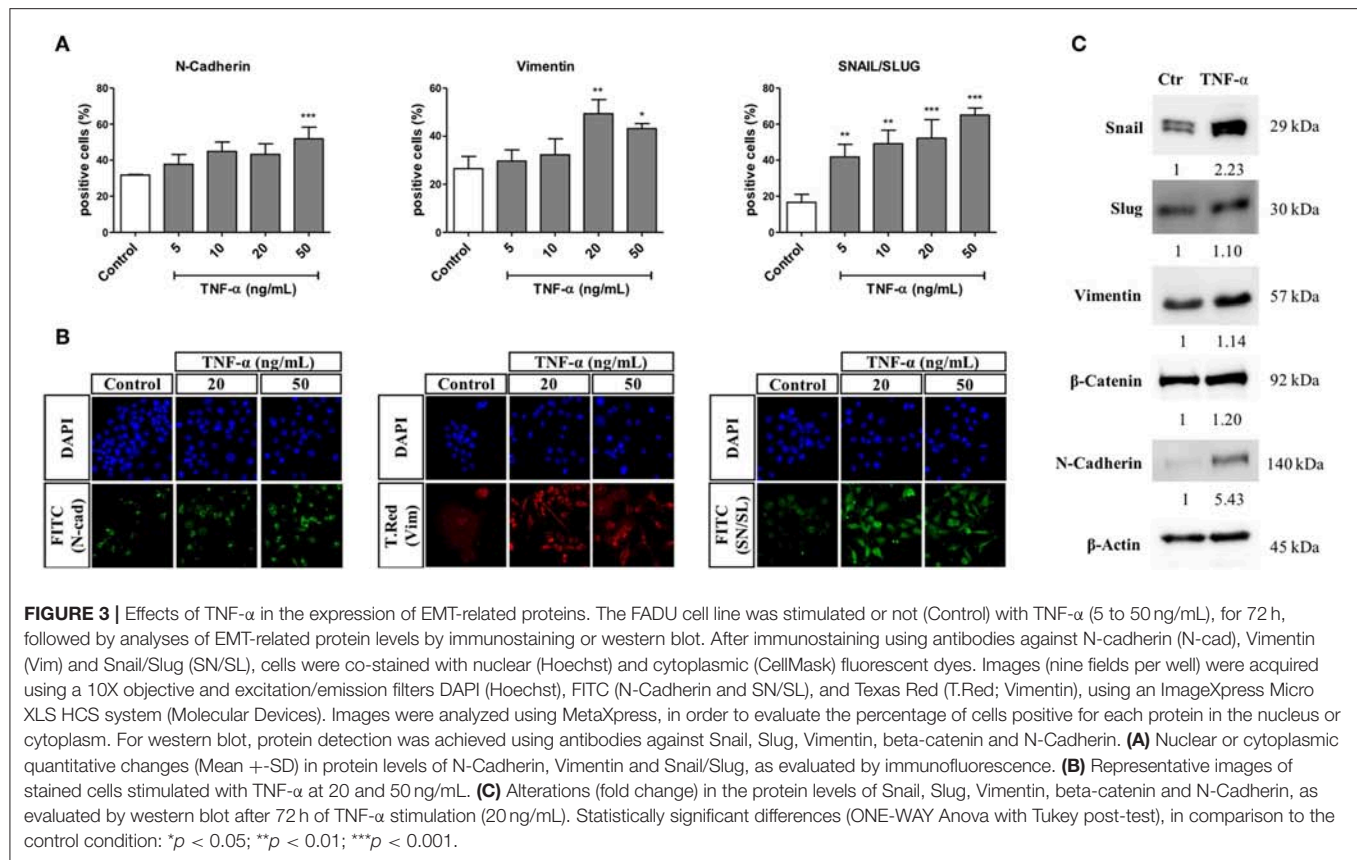 A
N-Cadherin
positive cells (%)
80
60
40
20
0
***
Control
5
10
20
50
TNF-α (ng/mL)
Vimentin
positive cells (%)
60
40
20
0
**
*
Control
5
10
20
50
TNF-α (ng/mL)
SNAIL/SLUG
positive cells (%)
80
60
40
20
0
**
**
***
***
Control
5
10
20
50
TNF-α (ng/mL)
B
TNF-α (ng/mL)
Control
20
50
DAPI
FITC
(N-cad)
TNF-α (ng/mL)
Control
20
50
DAPI
T.Red
(Vim)
TNF-α (ng/mL)
Control
20
50
DAPI
FITC
(SN/SL)
C
Ctr TNF-α
Snail 29 kDa
1 2.23
Slug 30 kDa
1 1.10
Vimentin 57 kDa
1 1.14
β-Catenin 92 kDa
1 1.20
N-Cadherin 140 kDa
1 5.43
β-Actin 45 kDa
FIGURE 3 | Effects of TNF-α in the expression of EMT-related proteins. The FADU cell line was stimulated or not (Control) with TNF-α (5 to 50 ng/mL), for 72 h,
followed by analyses of EMT-related protein levels by immunostaining or western blot. After immunostaining using antibodies against N-cadherin (N-cad), Vimentin
(Vim) and Snail/Slug (SN/SL), cells were co-stained with nuclear (Hoechst) and cytoplasmic (CellMask) fluorescent dyes. Images (nine fields per well) were acquired
using a 10X objective and excitation/emission filters DAPI (Hoechst), FITC (N-Cadherin and SN/SL), and Texas Red (T.Red; Vimentin), using an ImageXpress Micro
XLS HCS system (Molecular Devices). Images were analyzed using MetaXpress, in order to evaluate the percentage of cells positive for each protein in the nucleus or
cytoplasm. For western blot, protein detection was achieved using antibodies against Snail, Slug, Vimentin, beta-catenin and N-Cadherin. (A) Nuclear or cytoplasmic
quantitative changes (Mean +-SD) in protein levels of N-Cadherin, Vimentin and Snail/Slug, as evaluated by immunofluorescence. (B) Representative images of
stained cells stimulated with TNF-α at 20 and 50 ng/mL. (C) Alterations (fold change) in the protein levels of Snail, Slug, Vimentin, beta-catenin and N-Cadherin, as
evaluated by western blot after 72 h of TNF-α stimulation (20 ng/mL). Statistically significant differences (ONE-WAY Anova with Tukey post-test), in comparison to the
control condition: *p < 0.05; **p < 0.01; ***p < 0.001.